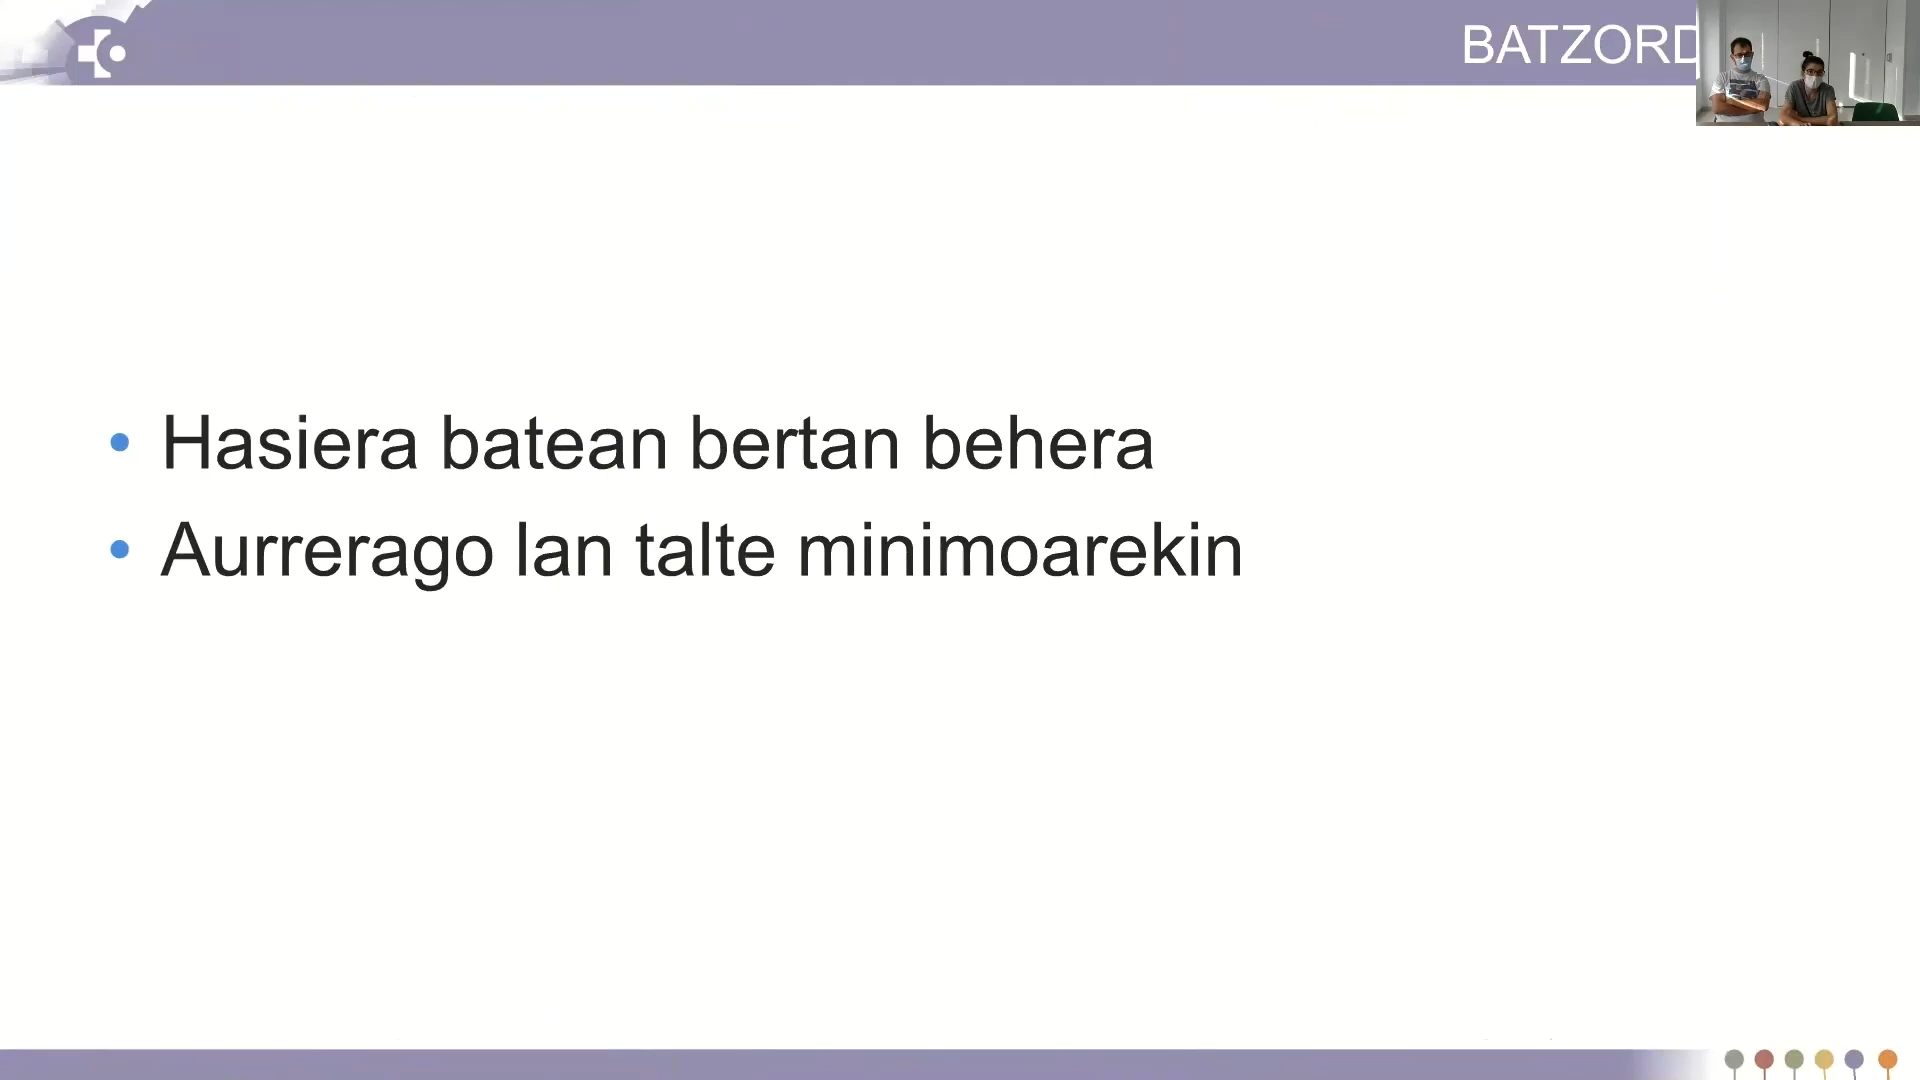 BATZORD
Hasiera batean bertan behera
Aurrerago lan talte minimoarekin